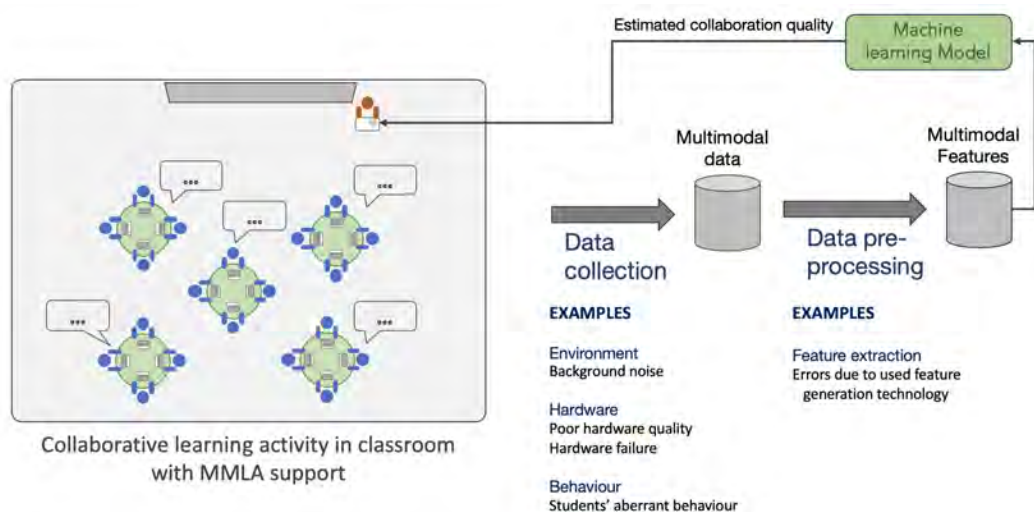 Estimated collaboration quality
Machine
learning Model
Multimodal
data
Multimodal
Features
...
...
...
...
...
Data
collection
Data pre-
processing
EXAMPLES
Environment
Background noise
Hardware
Poor hardware quality
Hardware failure
Behaviour
Students’ aberrant behaviour
EXAMPLES
Feature extraction
Errors due to used feature
generation technology
Collaborative learning activity in classroom
with MMLA support